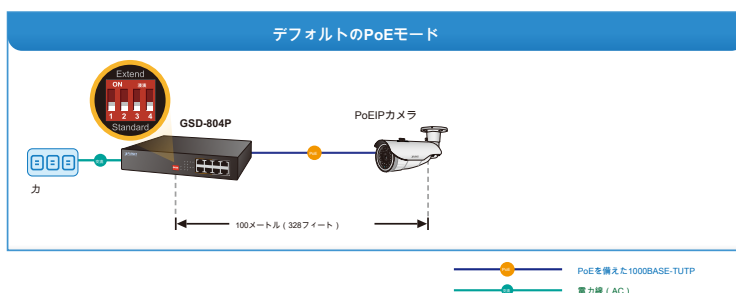 デフォルトのPoEモード
Extend
ON
1 2 3 4
Standard
GSD-804P
PoEIPカメラ
カ
100メートル（328フィート）
PoEを備えた1000BASE-TUTP
電力線（AC）